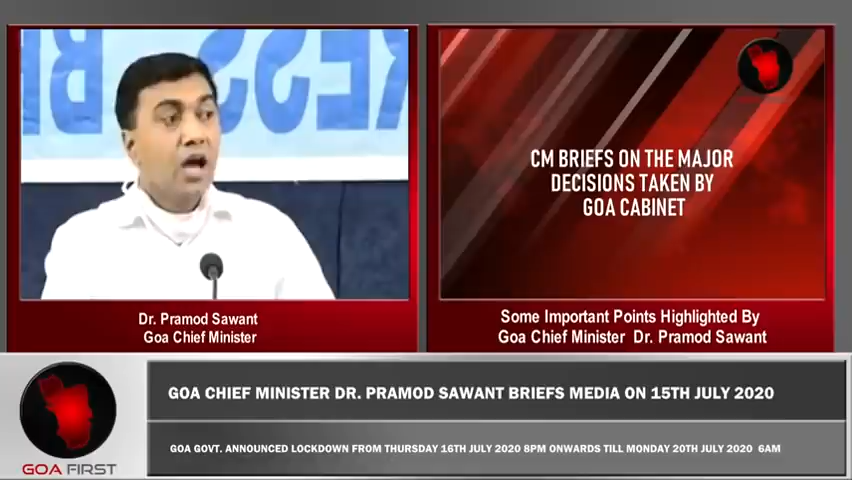 CM BRIEFS ON THE MAJOR
DECISIONS TAKEN BY
GOA CABINET
Dr. Pramod Sawant
Goa Chief Minister
Some Important Points Highlighted By
Goa Chief Minister Dr. Pramod Sawant
GOA CHIEF MINISTER DR. PRAMOD SAWANT BRIEFS MEDIA ON 15TH JULY 2020
GOA GOVT. ANNOUNCED LOCKDOWN FROM THURSDAY 16TH JULY 2020 8PM ONWARDS TILL MONDAY 20TH JULY 2020 6AM
GOA FIRST